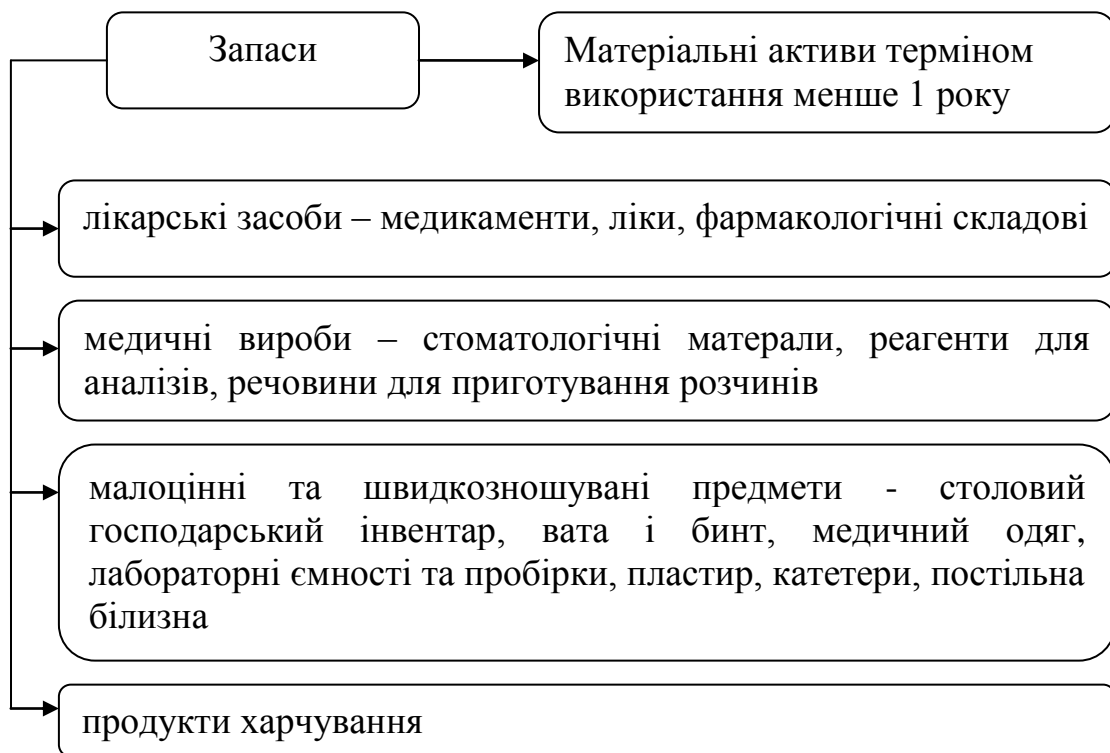 Запаси
Матеріальні активи терміном
використання менше 1 року
лікарські засоби – медикаменти, ліки, фармакологічні складові
медичні вироби – стоматологічні матерали, реагенти для
аналізів, речовини для приготування розчинів
малоцінні та швидкозношувані предмети - столовий
господарський інвентар, вата і бинт, медичний одяг,
лабораторні ємності та пробірки, пластир, катетери, постільна
білизна
продукти харчування